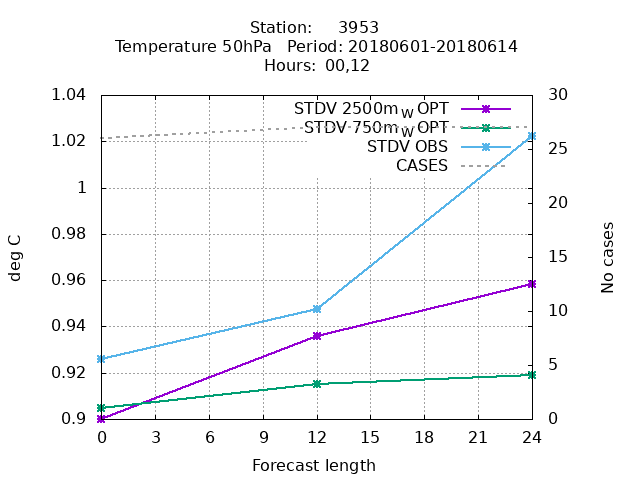 Station: 3953
Temperature 50hPa Period: 20180601-20180614
Hours: 00,12
STDV 2500m W OPT
STDV 750m W OPT
STDV OBS
CASES
1.04
1.02
1
0.98
0.96
0.94
0.92
0.9
deg C
30
25
20
15
10
5
0
No cases
0 3 6 9 12 15 18 21 24
Forecast length